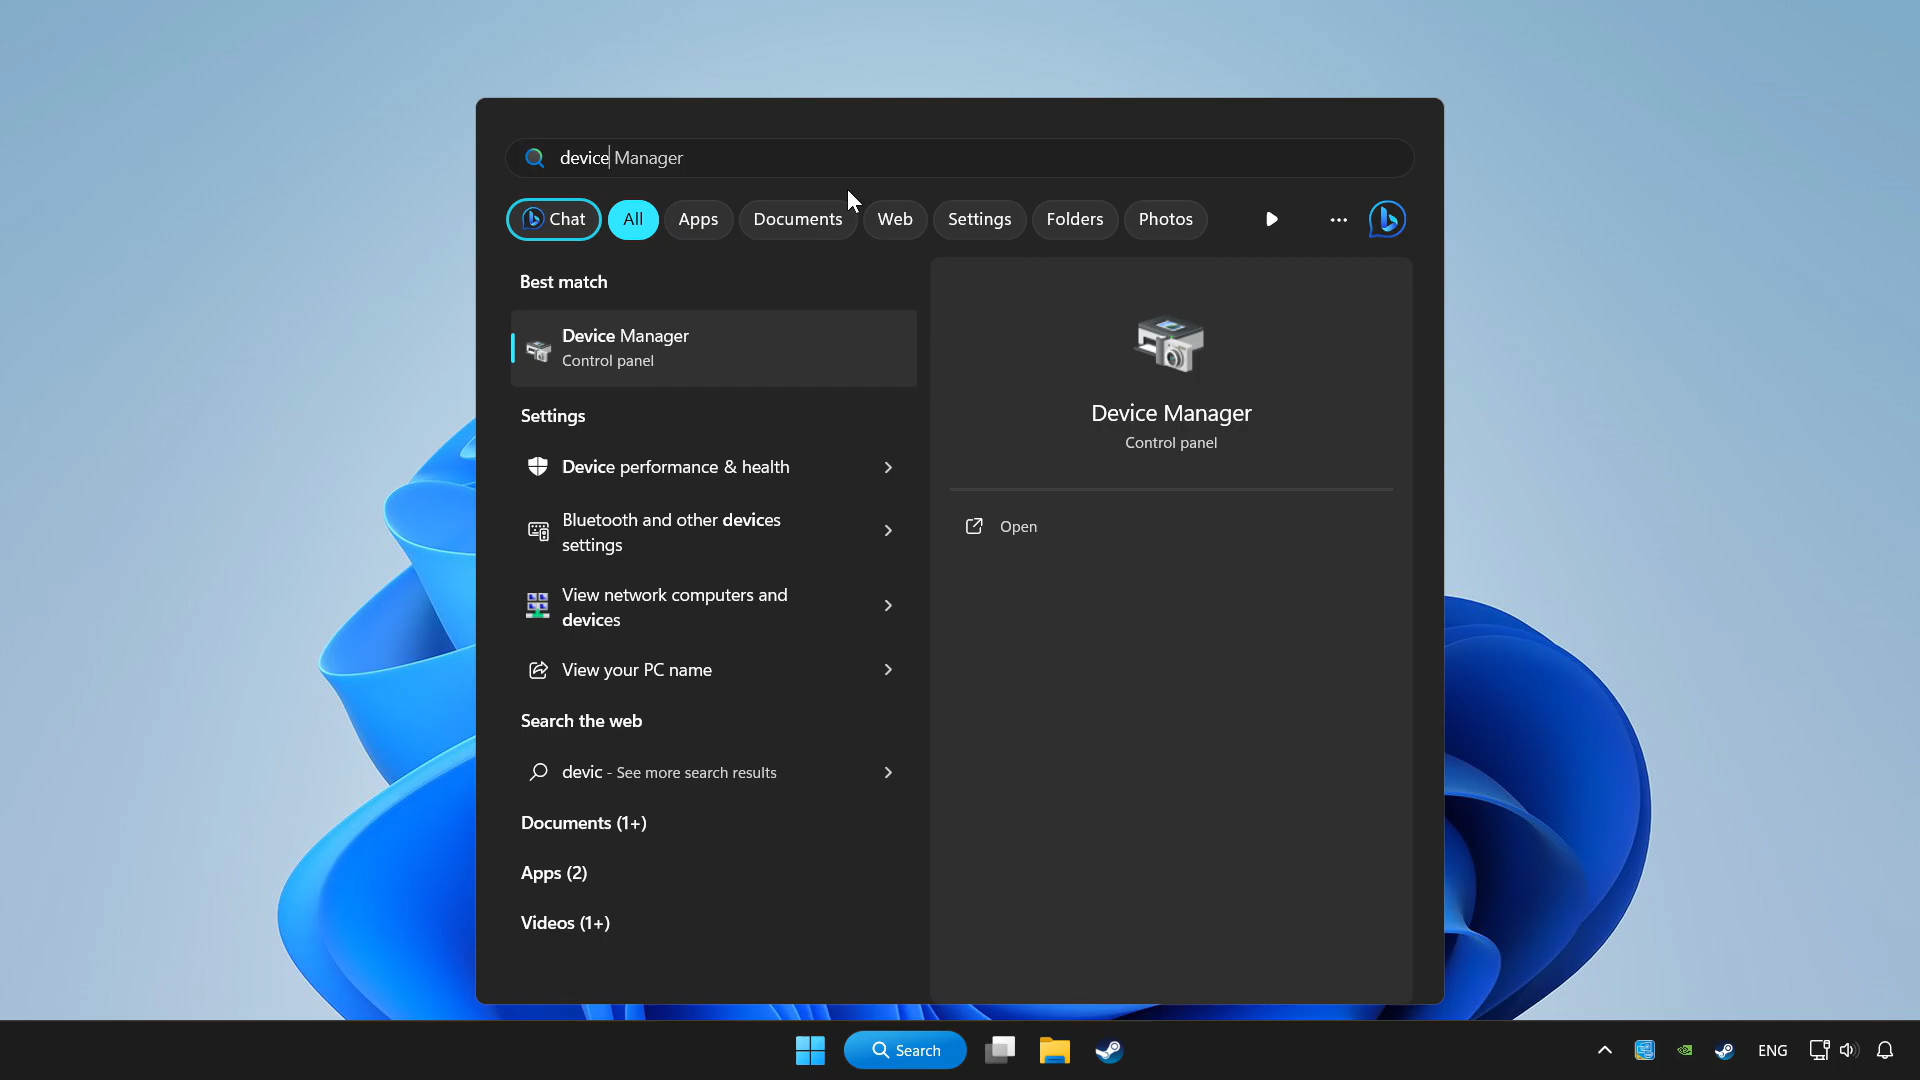 device Manager
Chat All Apps Documents Web Settings Folders Photos
Best match
Device Manager
Control panel
Settings
Device performance & health
Bluetooth and other devices
settings
View network computers and
devices
View your PC name
Search the web
devic - See more search results
Documents (1+)
Apps (2)
Videos (1+)
Device Manager
Control panel
Open
Search
ENG